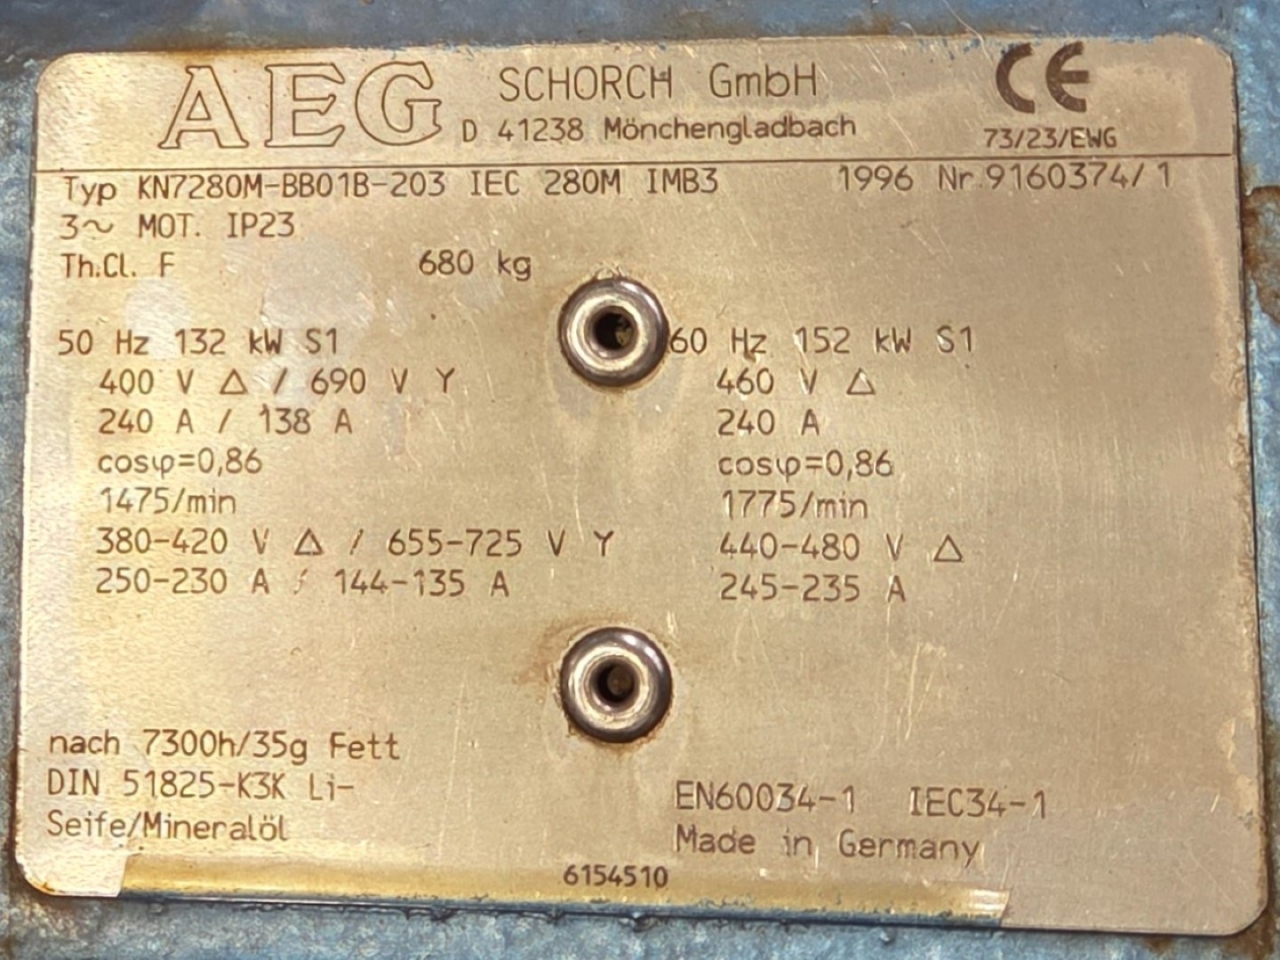 AEG SCHORCH GmbH CE
D 41238 Mönchengladbach 73/23/EWG
Typ KN7280M-BB01B-203 IEC 280M IMB3 1996 Nr.9160374/1
3~ MOT. IP23
Th.Cl. F 680 kg
50 Hz 132 kW S1 60 Hz 152 kW S1
400 V Δ / 690 V Y 460 V Δ
240 A / 138 A 240 A
cosφ=0,86 cosφ=0,86
1475/min 1775/min
380-420 V Δ / 655-725 V Y 440-480 V Δ
250-230 A / 144-135 A 245-235 A
nach 7300h/35g Fett
DIN 51825-K3K Li- EN60034-1 IEC34-1
Seife/Mineralöl Made in Germany
6154510